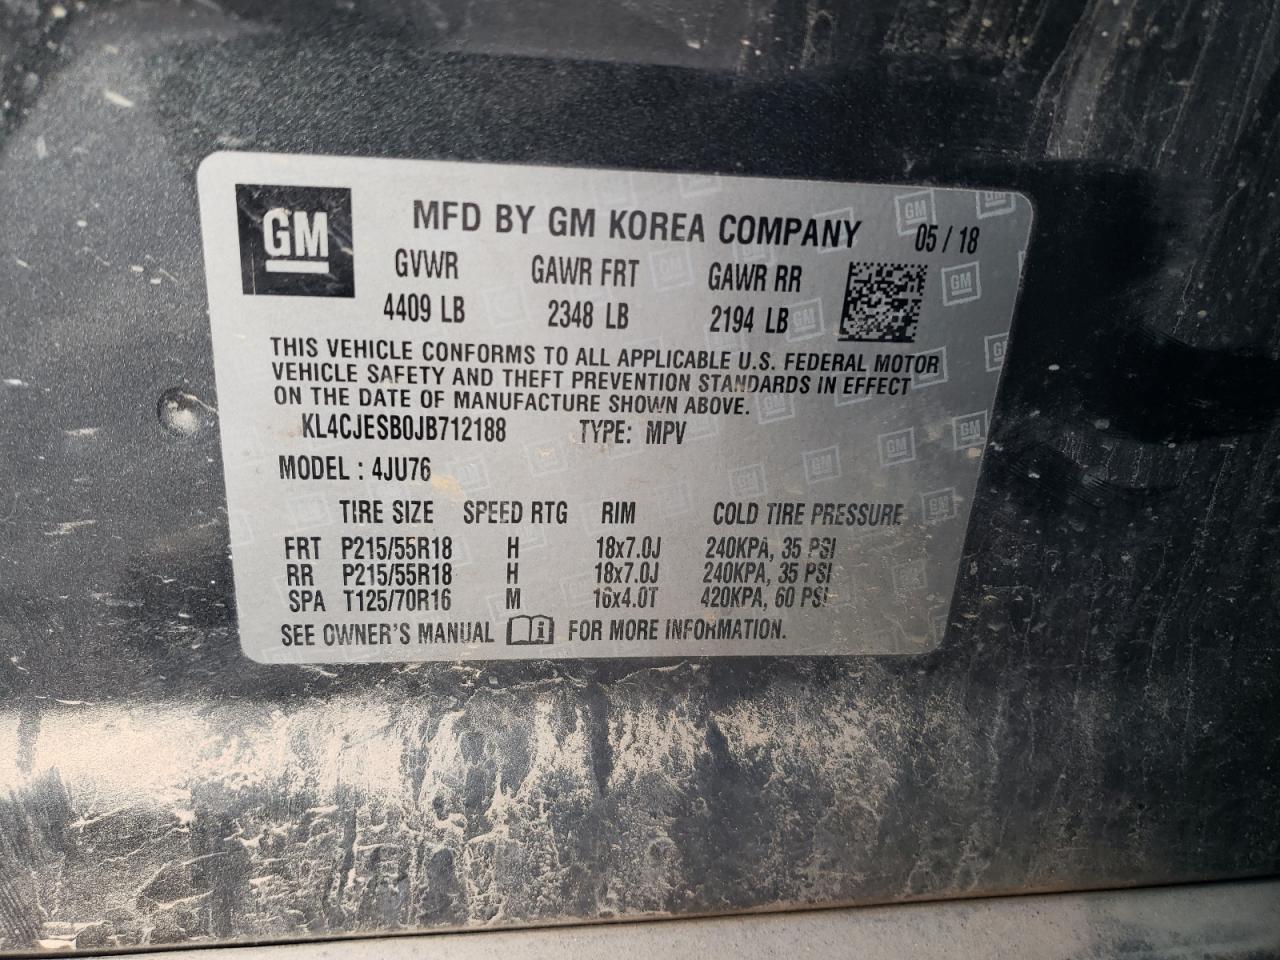 GM
MFD BY GM KOREA COMPANY 05 / 18
GVWR GAWR FRT GAWR RR
4409 LB 2348 LB 2194 LB
THIS VEHICLE CONFORMS TO ALL APPLICABLE U.S. FEDERAL MOTOR
VEHICLE SAFETY AND THEFT PREVENTION STANDARDS IN EFFECT
ON THE DATE OF MANUFACTURE SHOWN ABOVE.
KL4CJESB0JB712188 TYPE: MPV
MODEL : 4JU76
TIRE SIZE SPEED RTG RIM COLD TIRE PRESSURE
FRT P215/55R18 H 18x7.0J 240KPA, 35 PSI
RR P215/55R18 H 18x7.0J 240KPA, 35 PSI
SPA T125/70R16 M 16x4.0T 420KPA, 60 PSI
SEE OWNER'S MANUAL FOR MORE INFORMATION.